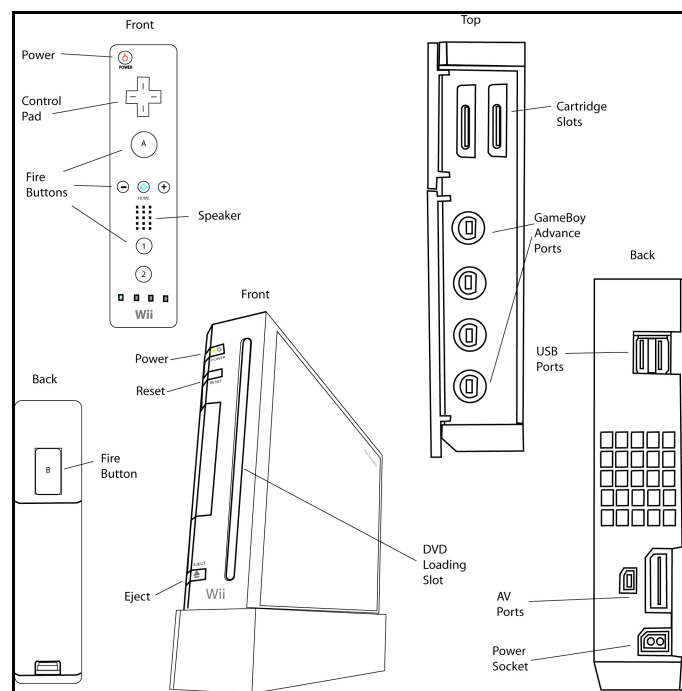 Front
Power
POWER
Control
Pad
A
Fire
Buttons
HOME
Speaker
1
2
Wii
Back
B
Fire
Button
Front
Power
POWER
Reset
RESET
EJECT
Eject
Wii
DVD
Loading
Slot
Top
Cartridge
Slots
GameBoy
Advance
Ports
Back
USB
Ports
AV
Ports
Power
Socket